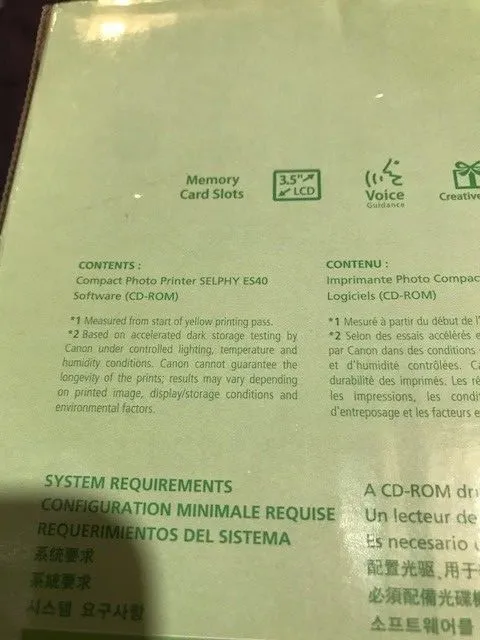 Memory
Card Slots
3.5"
LCD
Voice
Guidance
Creative
CONTENTS :
Compact Photo Printer SELPHY ES40
Software (CD-ROM)
*1 Measured from start of yellow printing pass.
*2 Based on accelerated dark storage testing by
Canon under controlled lighting, temperature and
humidity conditions. Canon cannot guarantee the
longevity of the prints; results may vary depending
on printed image, display/storage conditions and
environmental factors.
CONTENU :
Imprimante Photo Compac
Logiciels (CD-ROM)
*1 Mesuré à partir du début de l'
*2 Selon des essais accélérés e
par Canon dans des conditions
et d'humidité contrôlées. Ca
durabilité des imprimés. Les ré
les impressions, les condit
d'entreposage et les facteurs e
SYSTEM REQUIREMENTS
CONFIGURATION MINIMALE REQUISE
REQUERIMIENTOS DEL SISTEMA
系统要求
系統要求
시스템 요구사항
A CD-ROM dri
Un lecteur de
Es necesario u
配置光驱，用于
必須配備光碟機
소프트웨어를